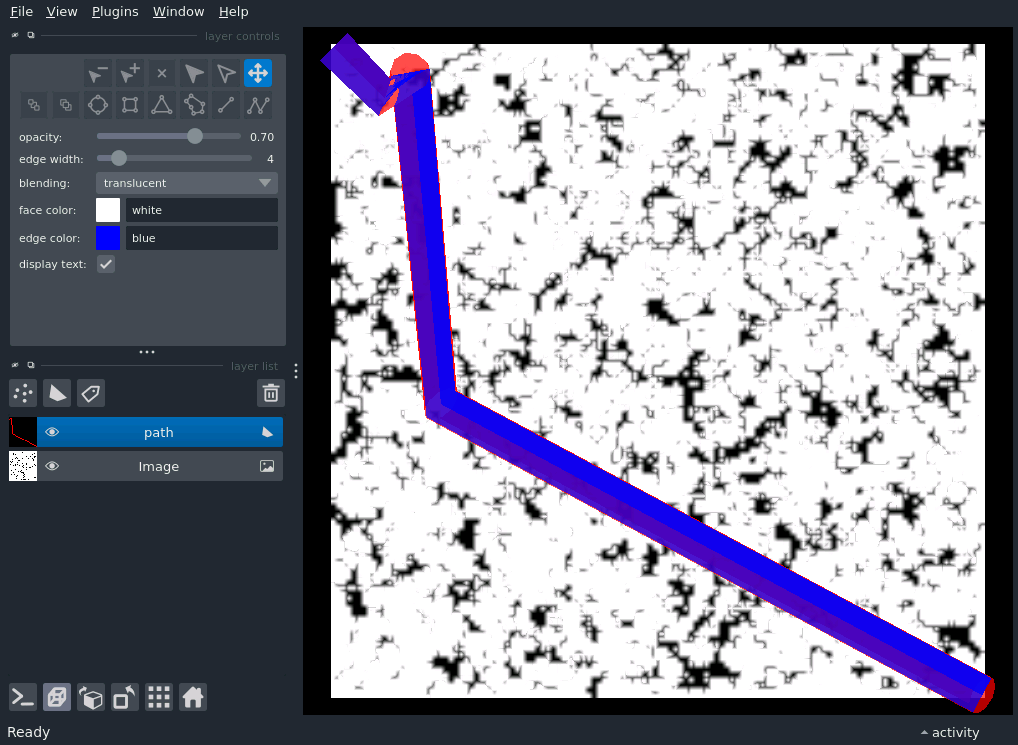 File View Plugins Window Help
layer controls
opacity: 0.70
edge width: 4
blending: translucent
face color: white
edge color: blue
display text:
layer list
path
Image
Ready
activity